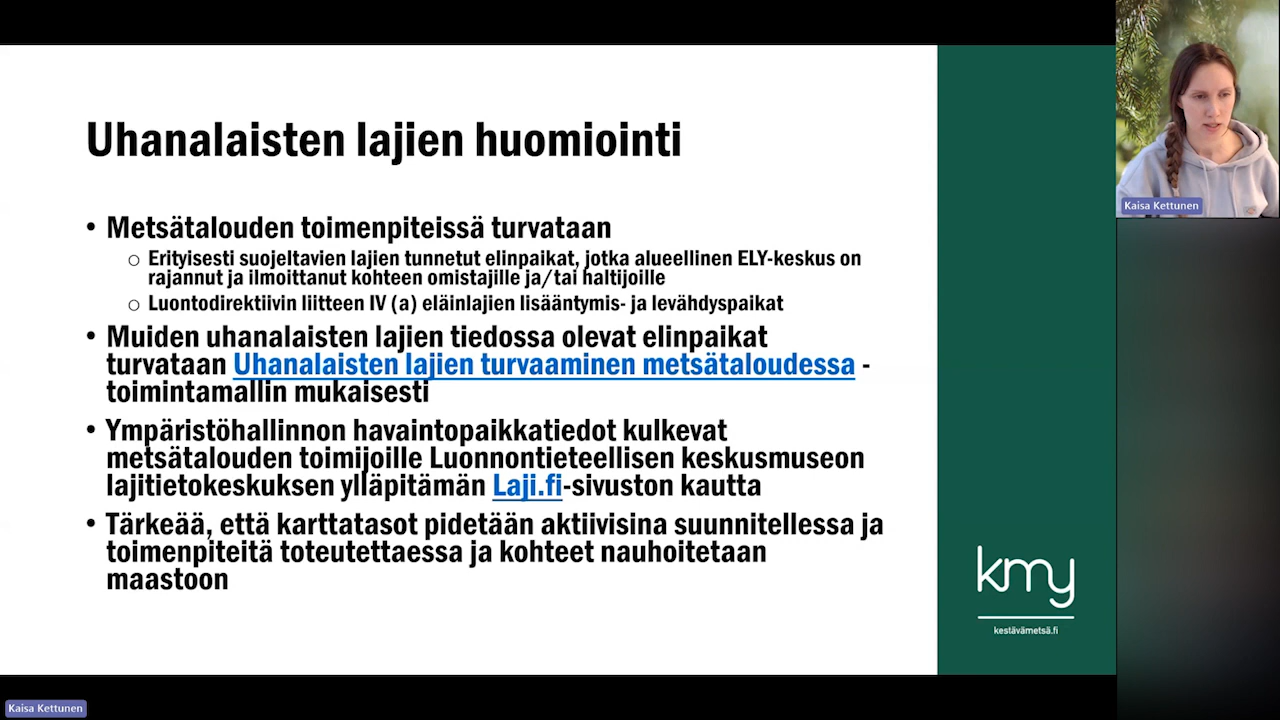 Uhanalaisten lajien huomiointi
• Metsätalouden toimenpiteissä turvataan
o Erityisesti suojeltavien lajien tunnetut elinpaikat, jotka alueellinen ELY-keskus on
rajannut ja ilmoittanut kohteen omistajille ja/tai haltijoille
o Luontodirektiivin liitteen IV (a) eläinlajien lisääntymis- ja levähdyspaikat
• Muiden uhanalaisten lajien tiedossa olevat elinpaikat
turvataan Uhanalaisten lajien turvaaminen metsätaloudessa -
toimintamallin mukaisesti
• Ympäristöhallinnon havaintopaikkatiedot kulkevat
metsätalouden toimijoille Luonnontieteellisen keskusmuseon
lajitietokeskuksen ylläpitämän Laji.fi-sivuston kautta
• Tärkeää, että karttatasot pidetään aktiivisina suunnitellessa ja
toimenpiteitä toteutettaessa ja kohteet nauhoitetaan
maastoon
kmy
kestävämetsä.fi
Kaisa Kettunen
Kaisa Kettunen